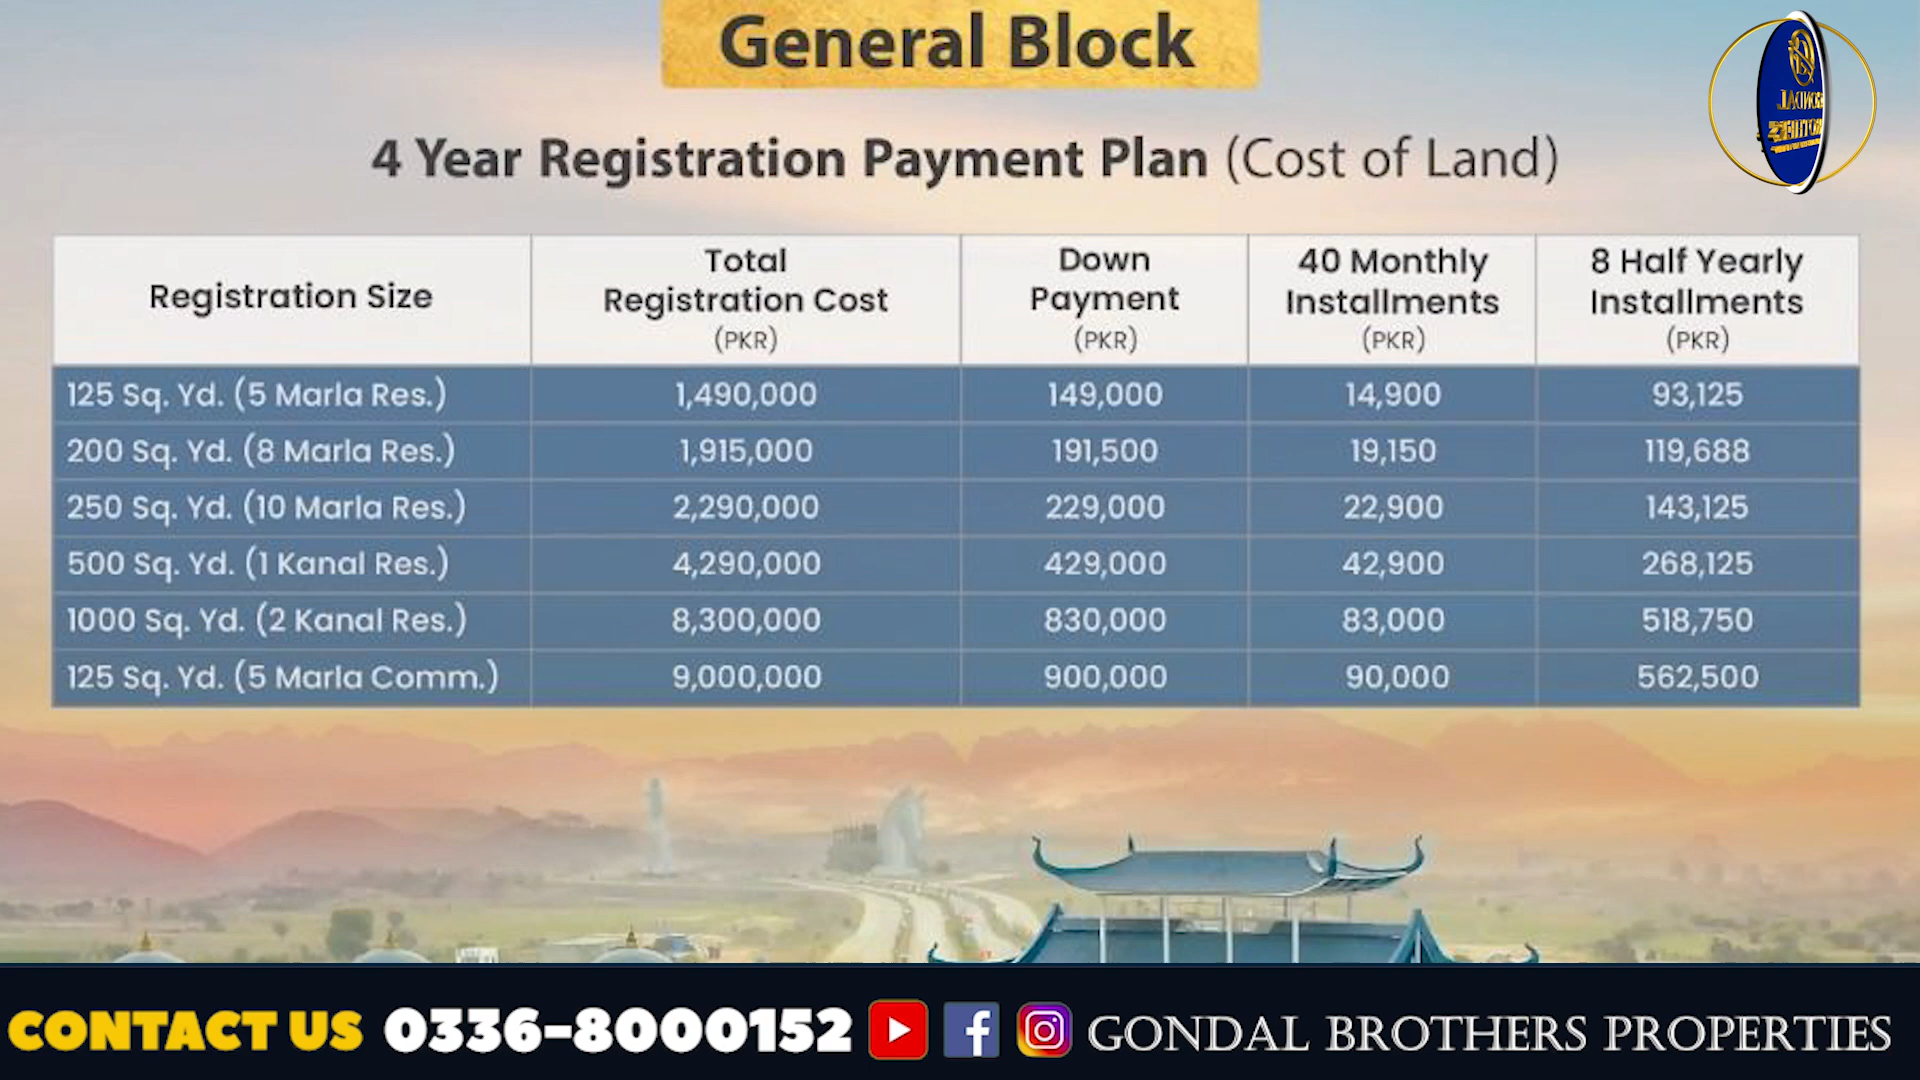 General Block
4 Year Registration Payment Plan (Cost of Land)
Registration Size
Total
Registration Cost
(PKR)
Down
Payment
(PKR)
40 Monthly
Installments
(PKR)
8 Half Yearly
Installments
(PKR)
125 Sq. Yd. (5 Marla Res.) 1,490,000 149,000 14,900 93,125
200 Sq. Yd. (8 Marla Res.) 1,915,000 191,500 19,150 119,688
250 Sq. Yd. (10 Marla Res.) 2,290,000 229,000 22,900 143,125
500 Sq. Yd. (1 Kanal Res.) 4,290,000 429,000 42,900 268,125
1000 Sq. Yd. (2 Kanal Res.) 8,300,000 830,000 83,000 518,750
125 Sq. Yd. (5 Marla Comm.) 9,000,000 900,000 90,000 562,500
CONTACT US 0336-8000152 GONDAL BROTHERS PROPERTIES